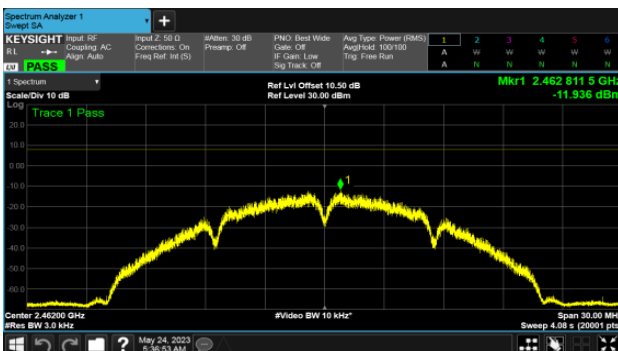 Spectrum Analyzer 1
Swept SA
+
KEYSIGHT
RL
EXI PASS
Input: RF
Coupling: AC
Align: Auto
Input Z: 50 Ω
Corrections: On
Freq Ref: Int (S)
#Atten: 30 dB
Preamp: Off
PNO: Best Wide
Gate: Off
IF Gain: Low
Sig Track: Off
Avg Type: Power (RMS)
Avg|Hold: 100/100
Trig: Free Run
1 2 3 4 5 6
A W W W W W
A N N N N N
1 Spectrum
Scale/Div 10 dB
Ref Lvl Offset 10.50 dB
Ref Level 30.00 dBm
Mkr1 2.462 811 5 GHz
-11.936 dBm
Log
Trace 1 Pass
20.0
10.0
0.00
-10.0
-20.0
-30.0
-40.0
-50.0
-60.0
1
Center 2.46200 GHz
#Res BW 3.0 kHz
#Video BW 10 kHz*
Span 30.00 MH
Sweep 4.08 s (20001 pts
?
May 24, 2023
5:36:53 AM